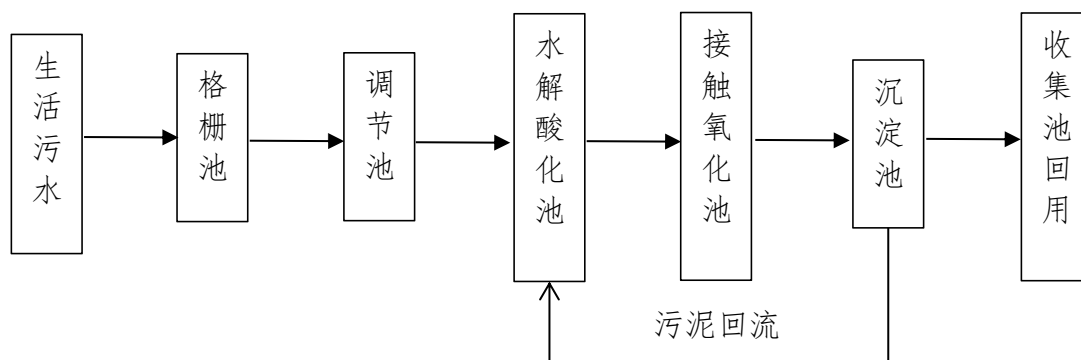 生活污水
格栅池
调节池
水解酸化池
接触氧化池
沉淀池
收集池回用
污泥回流